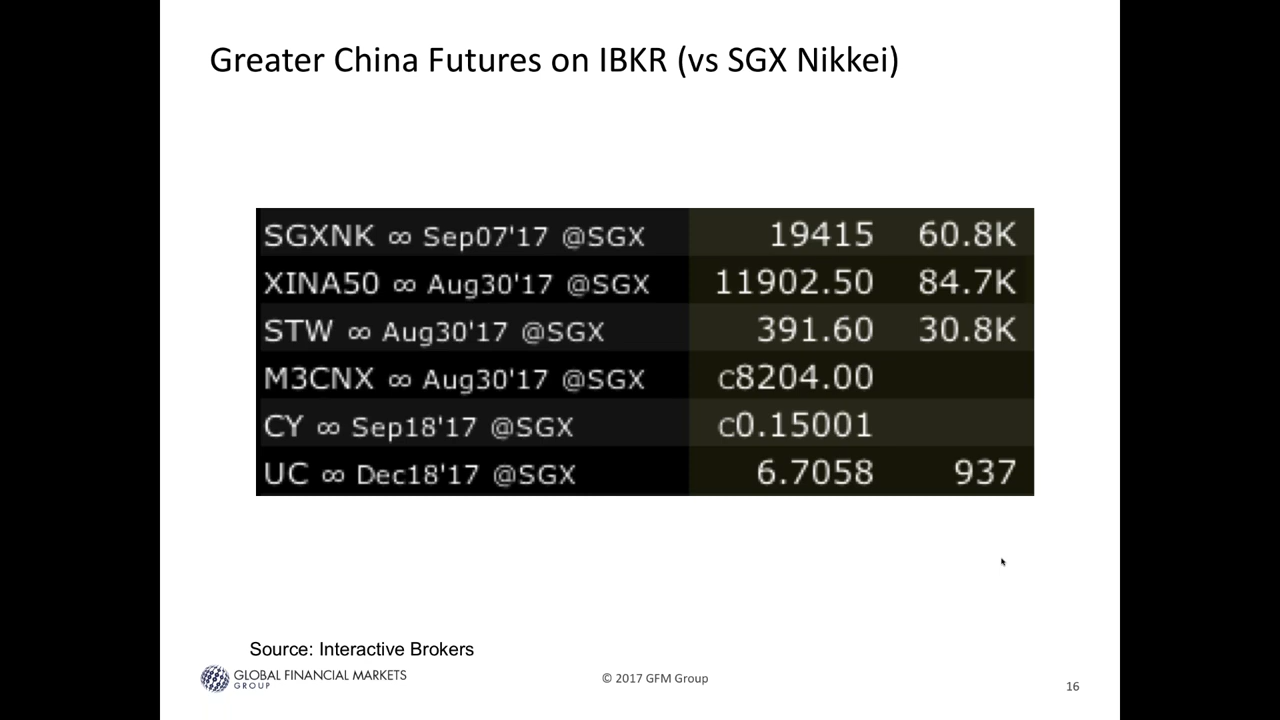 Greater China Futures on IBKR (vs SGX Nikkei)
SGXNK ∞ Sep07'17 @SGX 19415 60.8K
XINA50 ∞ Aug30'17 @SGX 11902.50 84.7K
STW ∞ Aug30'17 @SGX 391.60 30.8K
M3CNX ∞ Aug30'17 @SGX C8204.00
CY ∞ Sep18'17 @SGX C0.15001
UC ∞ Dec18'17 @SGX 6.7058 937
Source: Interactive Brokers
GLOBAL FINANCIAL MARKETS
GROUP
© 2017 GFM Group
16